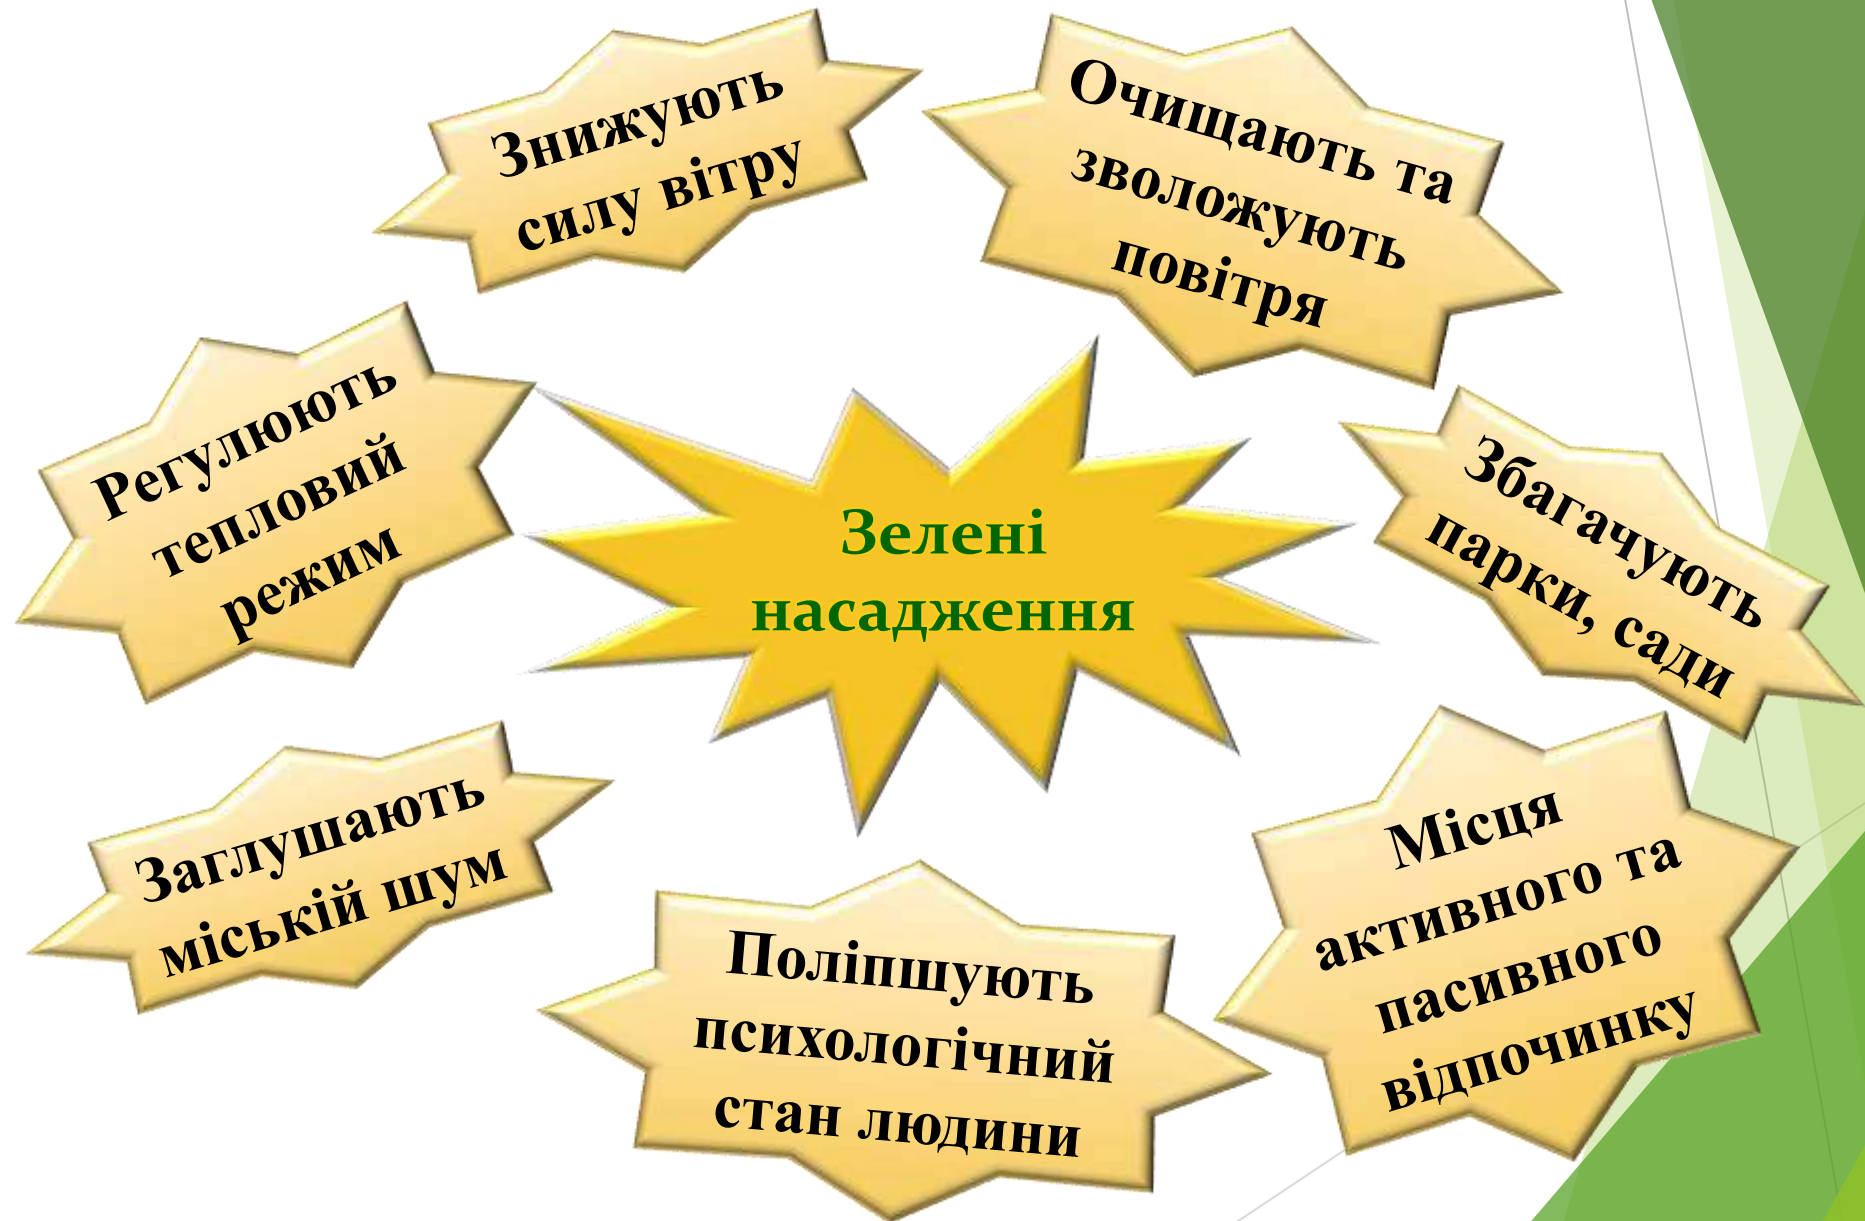 Знижують
силу вітру
Очищають та
зволожують
повітря
Регулюють
тепловий
режим
Зелені
насадження
Збагачують
парки, сади
Заглушають
міській шум
Поліпшують
психологічний
стан людини
Місця
активного та
пасивного
відпочинку